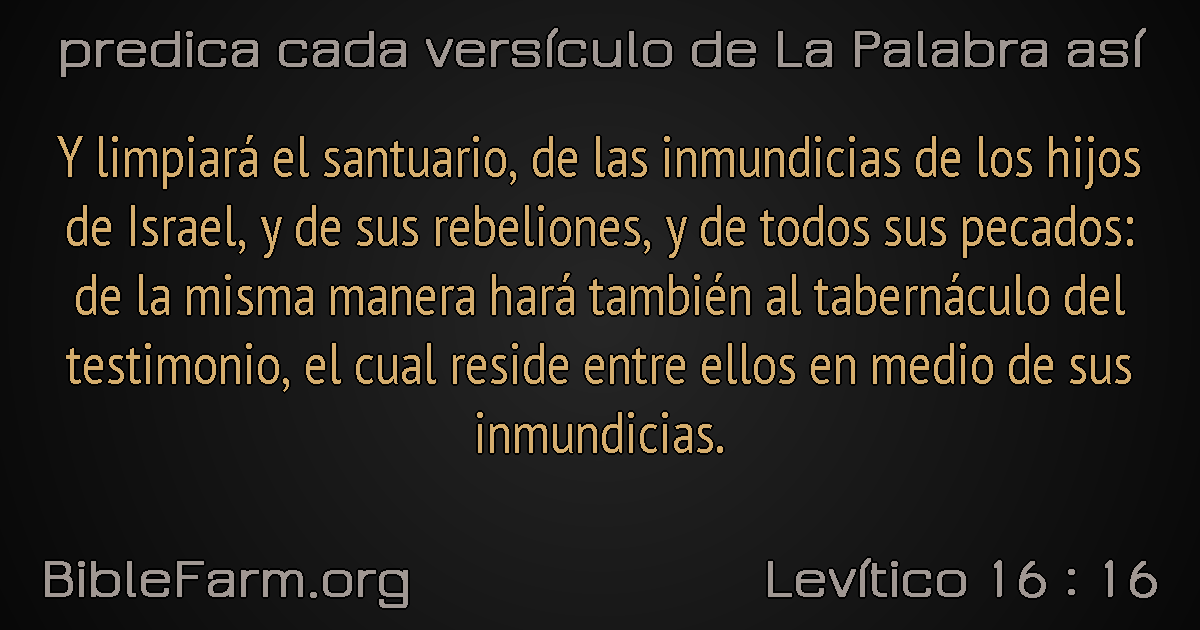 predica cada versículo de La Palabra así
Y limpiará el santuario, de las inmundicias de los hijos
de Israel, y de sus rebeliones, y de todos sus pecados:
de la misma manera hará también al tabernáculo del
testimonio, el cual reside entre ellos en medio de sus
inmundicias.
BibleFarm.org
Levítico 16 : 16